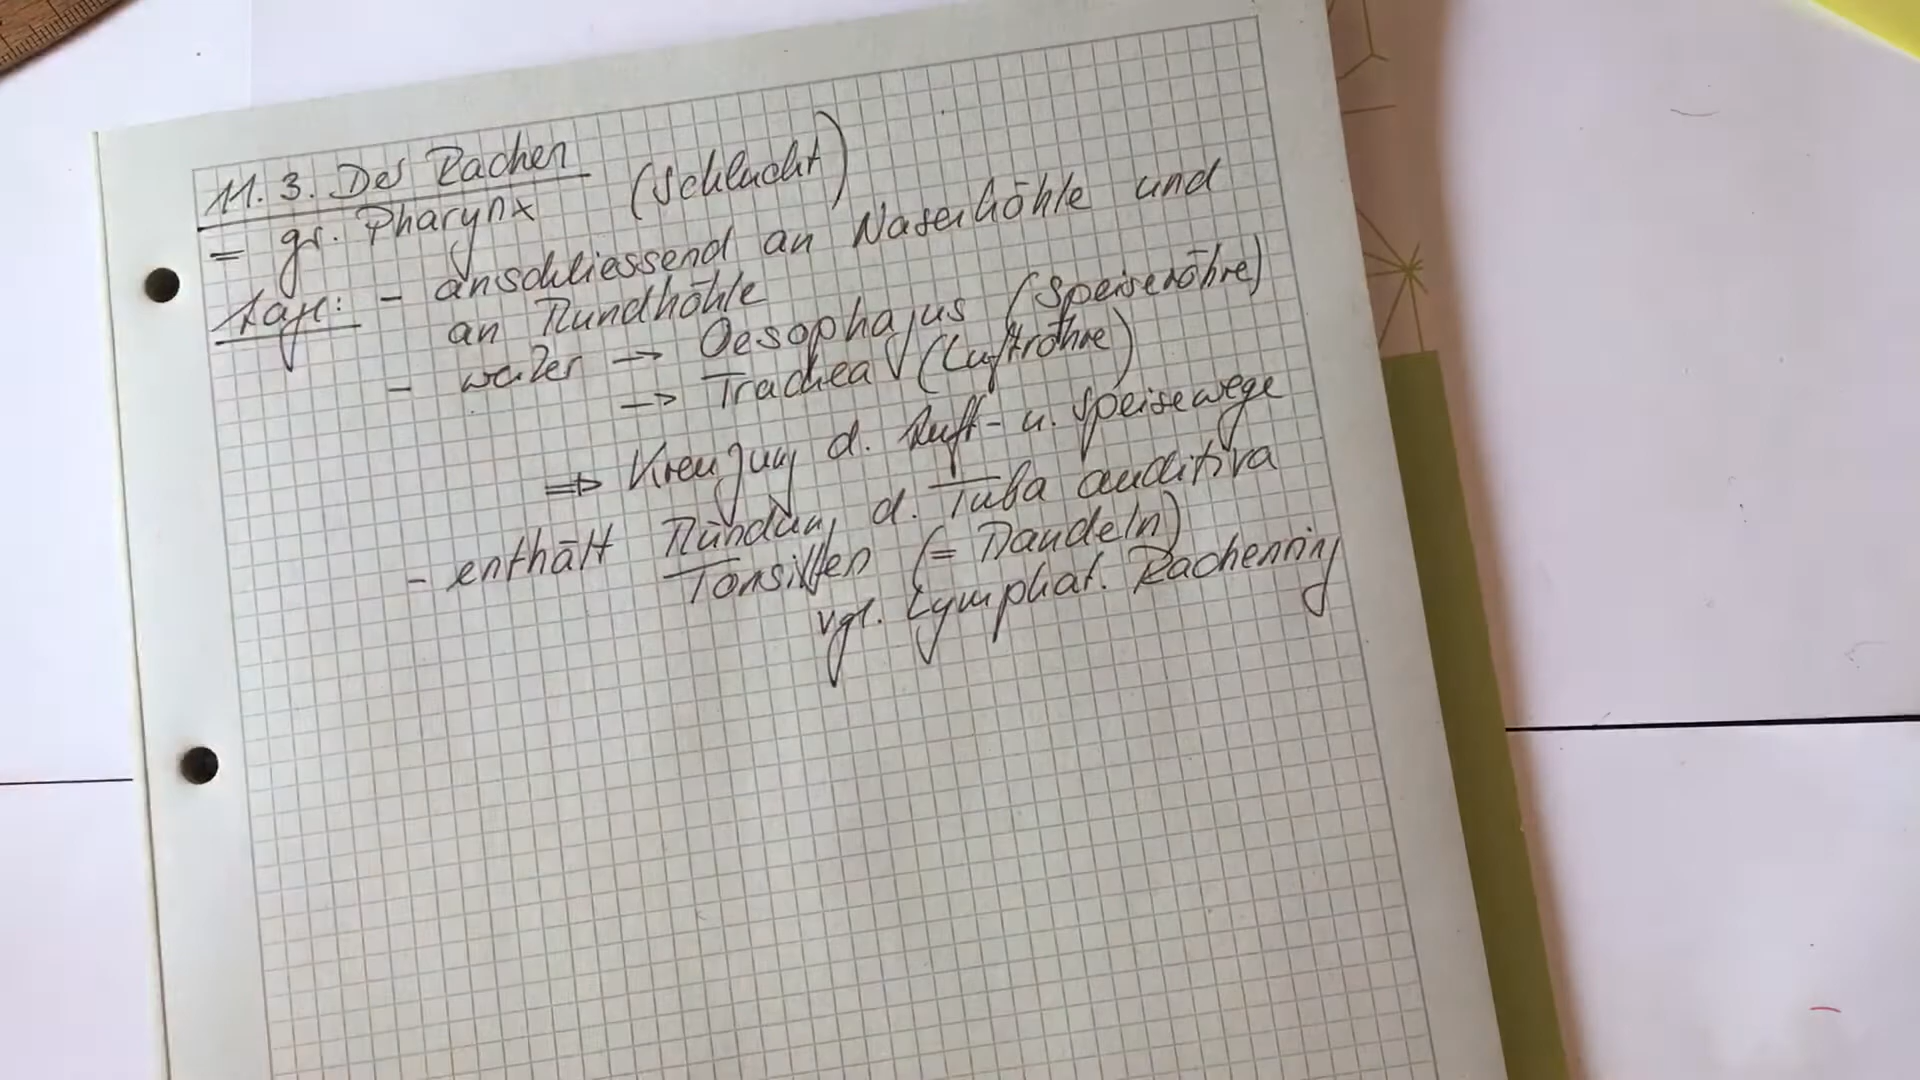 11.3. Der Rachen
= gr. Pharynx (Schlucht)
Lage: - anschliessend an Nasenhöhle und
an Mundhöhle
- weiter → Oesophagus (Speiseröhre)
→ Trachea (Luftröhre)
⇒ Kreuzung d. Luft- u. Speisewege
- enthält Mündung d. Tuba auditiva
Tonsillen (= Mandeln)
vgl. Lymphat. Rachenring